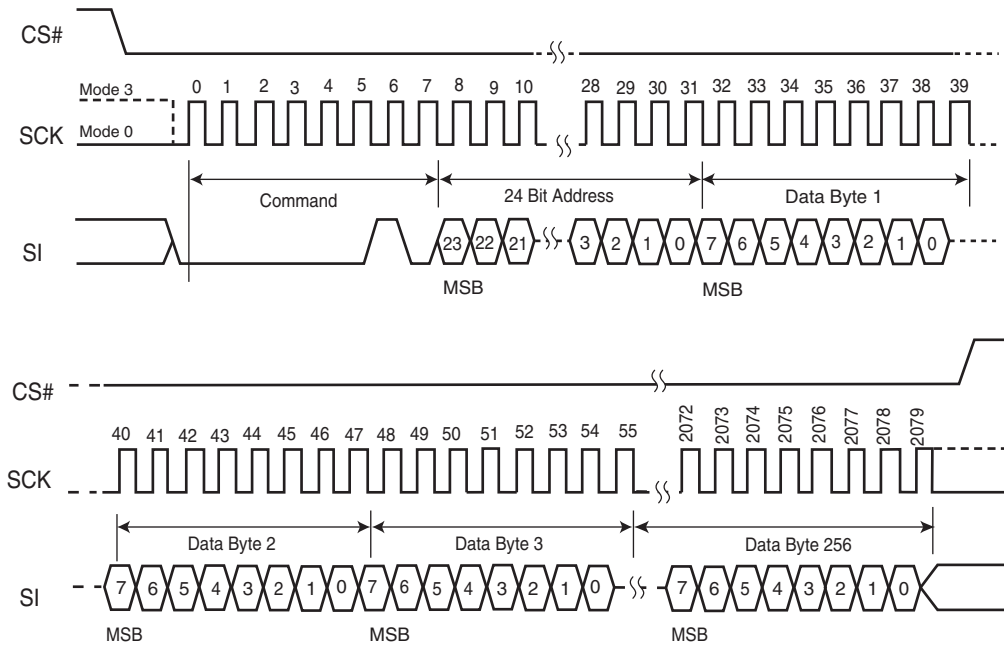 CS#
Mode 3
0 1 2 3 4 5 6 7 8 9 10 28 29 30 31 32 33 34 35 36 37 38 39
SCK
Mode 0
Command 24 Bit Address Data Byte 1
SI
23 22 21 3 2 1 0 7 6 5 4 3 2 1 0
MSB MSB
CS#
40 41 42 43 44 45 46 47 48 49 50 51 52 53 54 55 2072 2073 2074 2075 2076 2077 2078 2079
SCK
Data Byte 2 Data Byte 3 Data Byte 256
SI
7 6 5 4 3 2 1 0 7 6 5 4 3 2 1 0 7 6 5 4 3 2 1 0
MSB MSB MSB